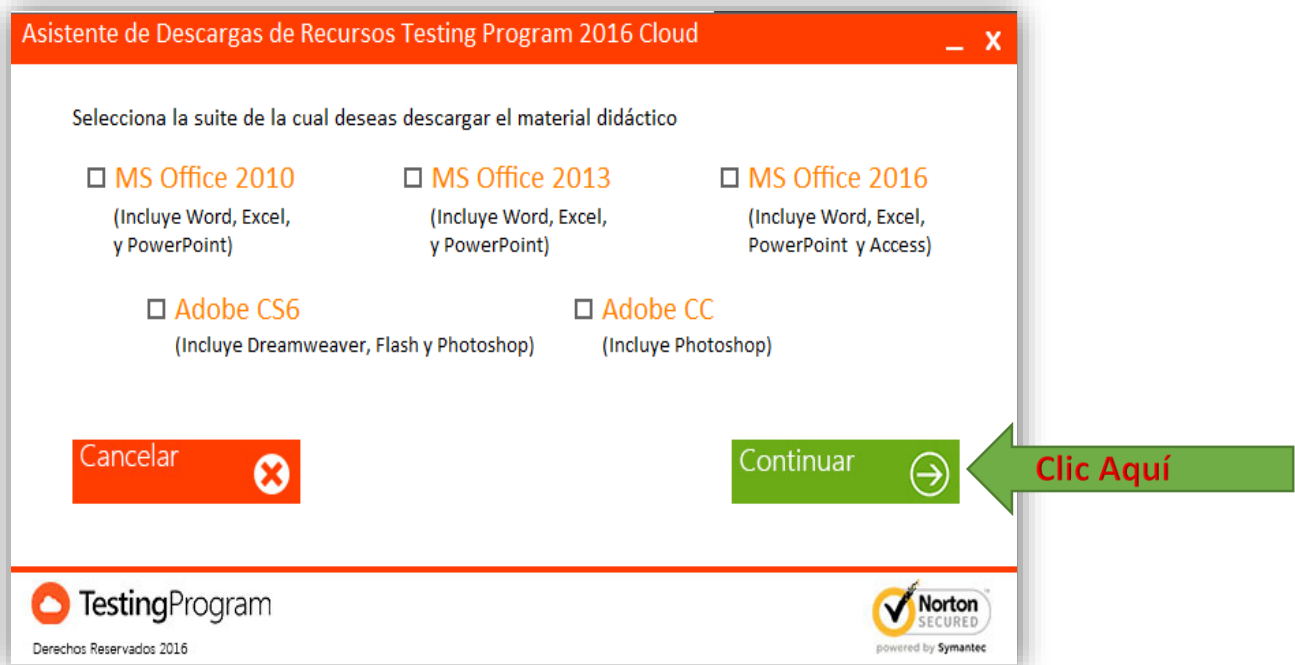 Asistente de Descargas de Recursos Testing Program 2016 Cloud
Selecciona la suite de la cual deseas descargar el material didáctico
MS Office 2010
(Incluye Word, Excel,
y PowerPoint)
MS Office 2013
(Incluye Word, Excel,
y PowerPoint)
MS Office 2016
(Incluye Word, Excel,
PowerPoint y Access)
Adobe CS6
(Incluye Dreamweaver, Flash y Photoshop)
Adobe CC
(Incluye Photoshop)
Cancelar
Continuar
Clic Aquí
TestingProgram
Derechos Reservados 2016
Norton
SECURED
powered by Symantec